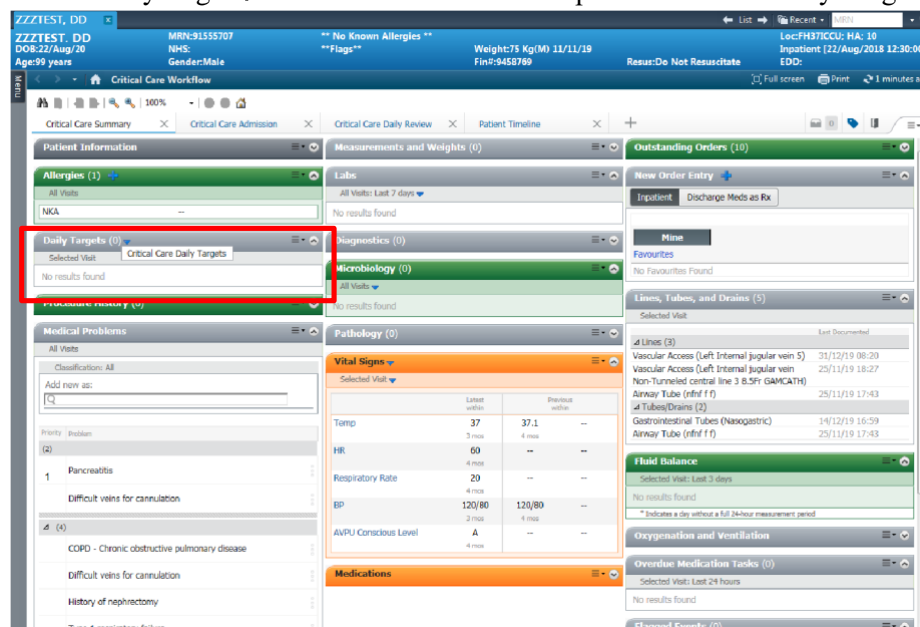 ZZZTEST, DD
List
Recent
MRN
ZZZTEST. DD
MRN:91555707
** No Known Allergies **
Loc:FH37ICCU; HA; 10
DOB:22/Aug/20
NHS:
**Flags**
Weight:75 Kg(M) 11/11/19
Inpatient [22/Aug/2018 12:30:00
Age:99 years
Gender:Male
Fin#:9458769
Resus:Do Not Resuscitate
EDD:
Menu
Critical Care Workflow
Full screen
Print
1 minutes a
100%
Critical Care Summary
Critical Care Admission
Critical Care Daily Review
Patient Timeline
0
Patient Information
Allergies (1)
All Visits
NKA
--
Daily Targets (0)
Selected Visit
Critical Care Daily Targets
No results found
Procedure History (0)
Medical Problems
All Visits
Classification: All
Add new as:
Priority
Problem
(2)
1
Pancreatitis
Difficult veins for cannulation
(4)
COPD - Chronic obstructive pulmonary disease
Difficult veins for cannulation
History of nephrectomy
Measurements and Weights (0)
Labs
All Visits: Last 7 days
No results found
Diagnostics (0)
Microbiology (0)
All Visits
No results found
Pathology (0)
Vital Signs
Selected Visit
Latest within
Previous within
Temp 37 37.1 --
3 mos 4 mos
HR 60 -- --
4 mos
Respiratory Rate 20 -- --
4 mos
BP 120/80 120/80 --
3 mos 4 mos
AVPU Conscious Level A -- --
4 mos
Medications
Outstanding Orders (10)
New Order Entry
Inpatient
Discharge Meds as Rx
Mine
Favourites
No Favourites Found
Lines, Tubes, and Drains (5)
Selected Visit
Last Documented
Lines (3)
Vascular Access (Left Internal jugular vein 5) 31/12/19 08:20
Vascular Access (Left Internal jugular vein 25/11/19 18:27
Non-Tunneled central line 3 8.5Fr GAMCATH)
Airway Tube (nfnf f f) 25/11/19 17:43
Tubes/Drains (2)
Gastrointestinal Tubes (Nasogastric) 14/12/19 16:59
Airway Tube (nfnf f f) 25/11/19 17:43
Fluid Balance
Selected Visit: Last 3 days
No results found
* Indicates a day without a full 24-hour measurement period
Oxygenation and Ventilation
Overdue Medication Tasks (0)
Selected Visit: Last 24 hours
No results found
Flagged Events (0)